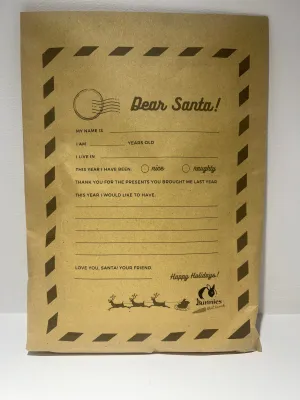 Dear Santa!
MY NAME IS
I AM YEARS OLD
I LIVE IN
THIS YEAR I HAVE BEEN: nice naughty
THANK YOU FOR THE PRESENTS YOU BROUGHT ME LAST YEAR
THIS YEAR I WOULD LIKE TO HAVE:
LOVE YOU, SANTA! YOUR FRIEND,
Happy Holidays!
Bunnies